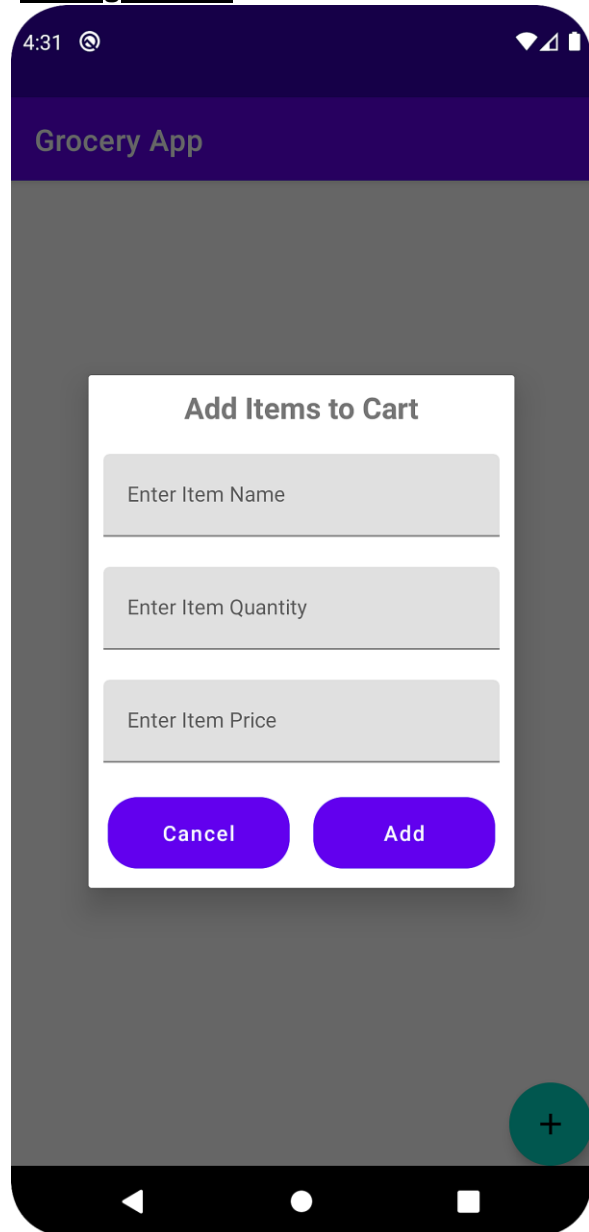 4:31
Grocery App
Add Items to Cart
Enter Item Name
Enter Item Quantity
Enter Item Price
Cancel Add
+